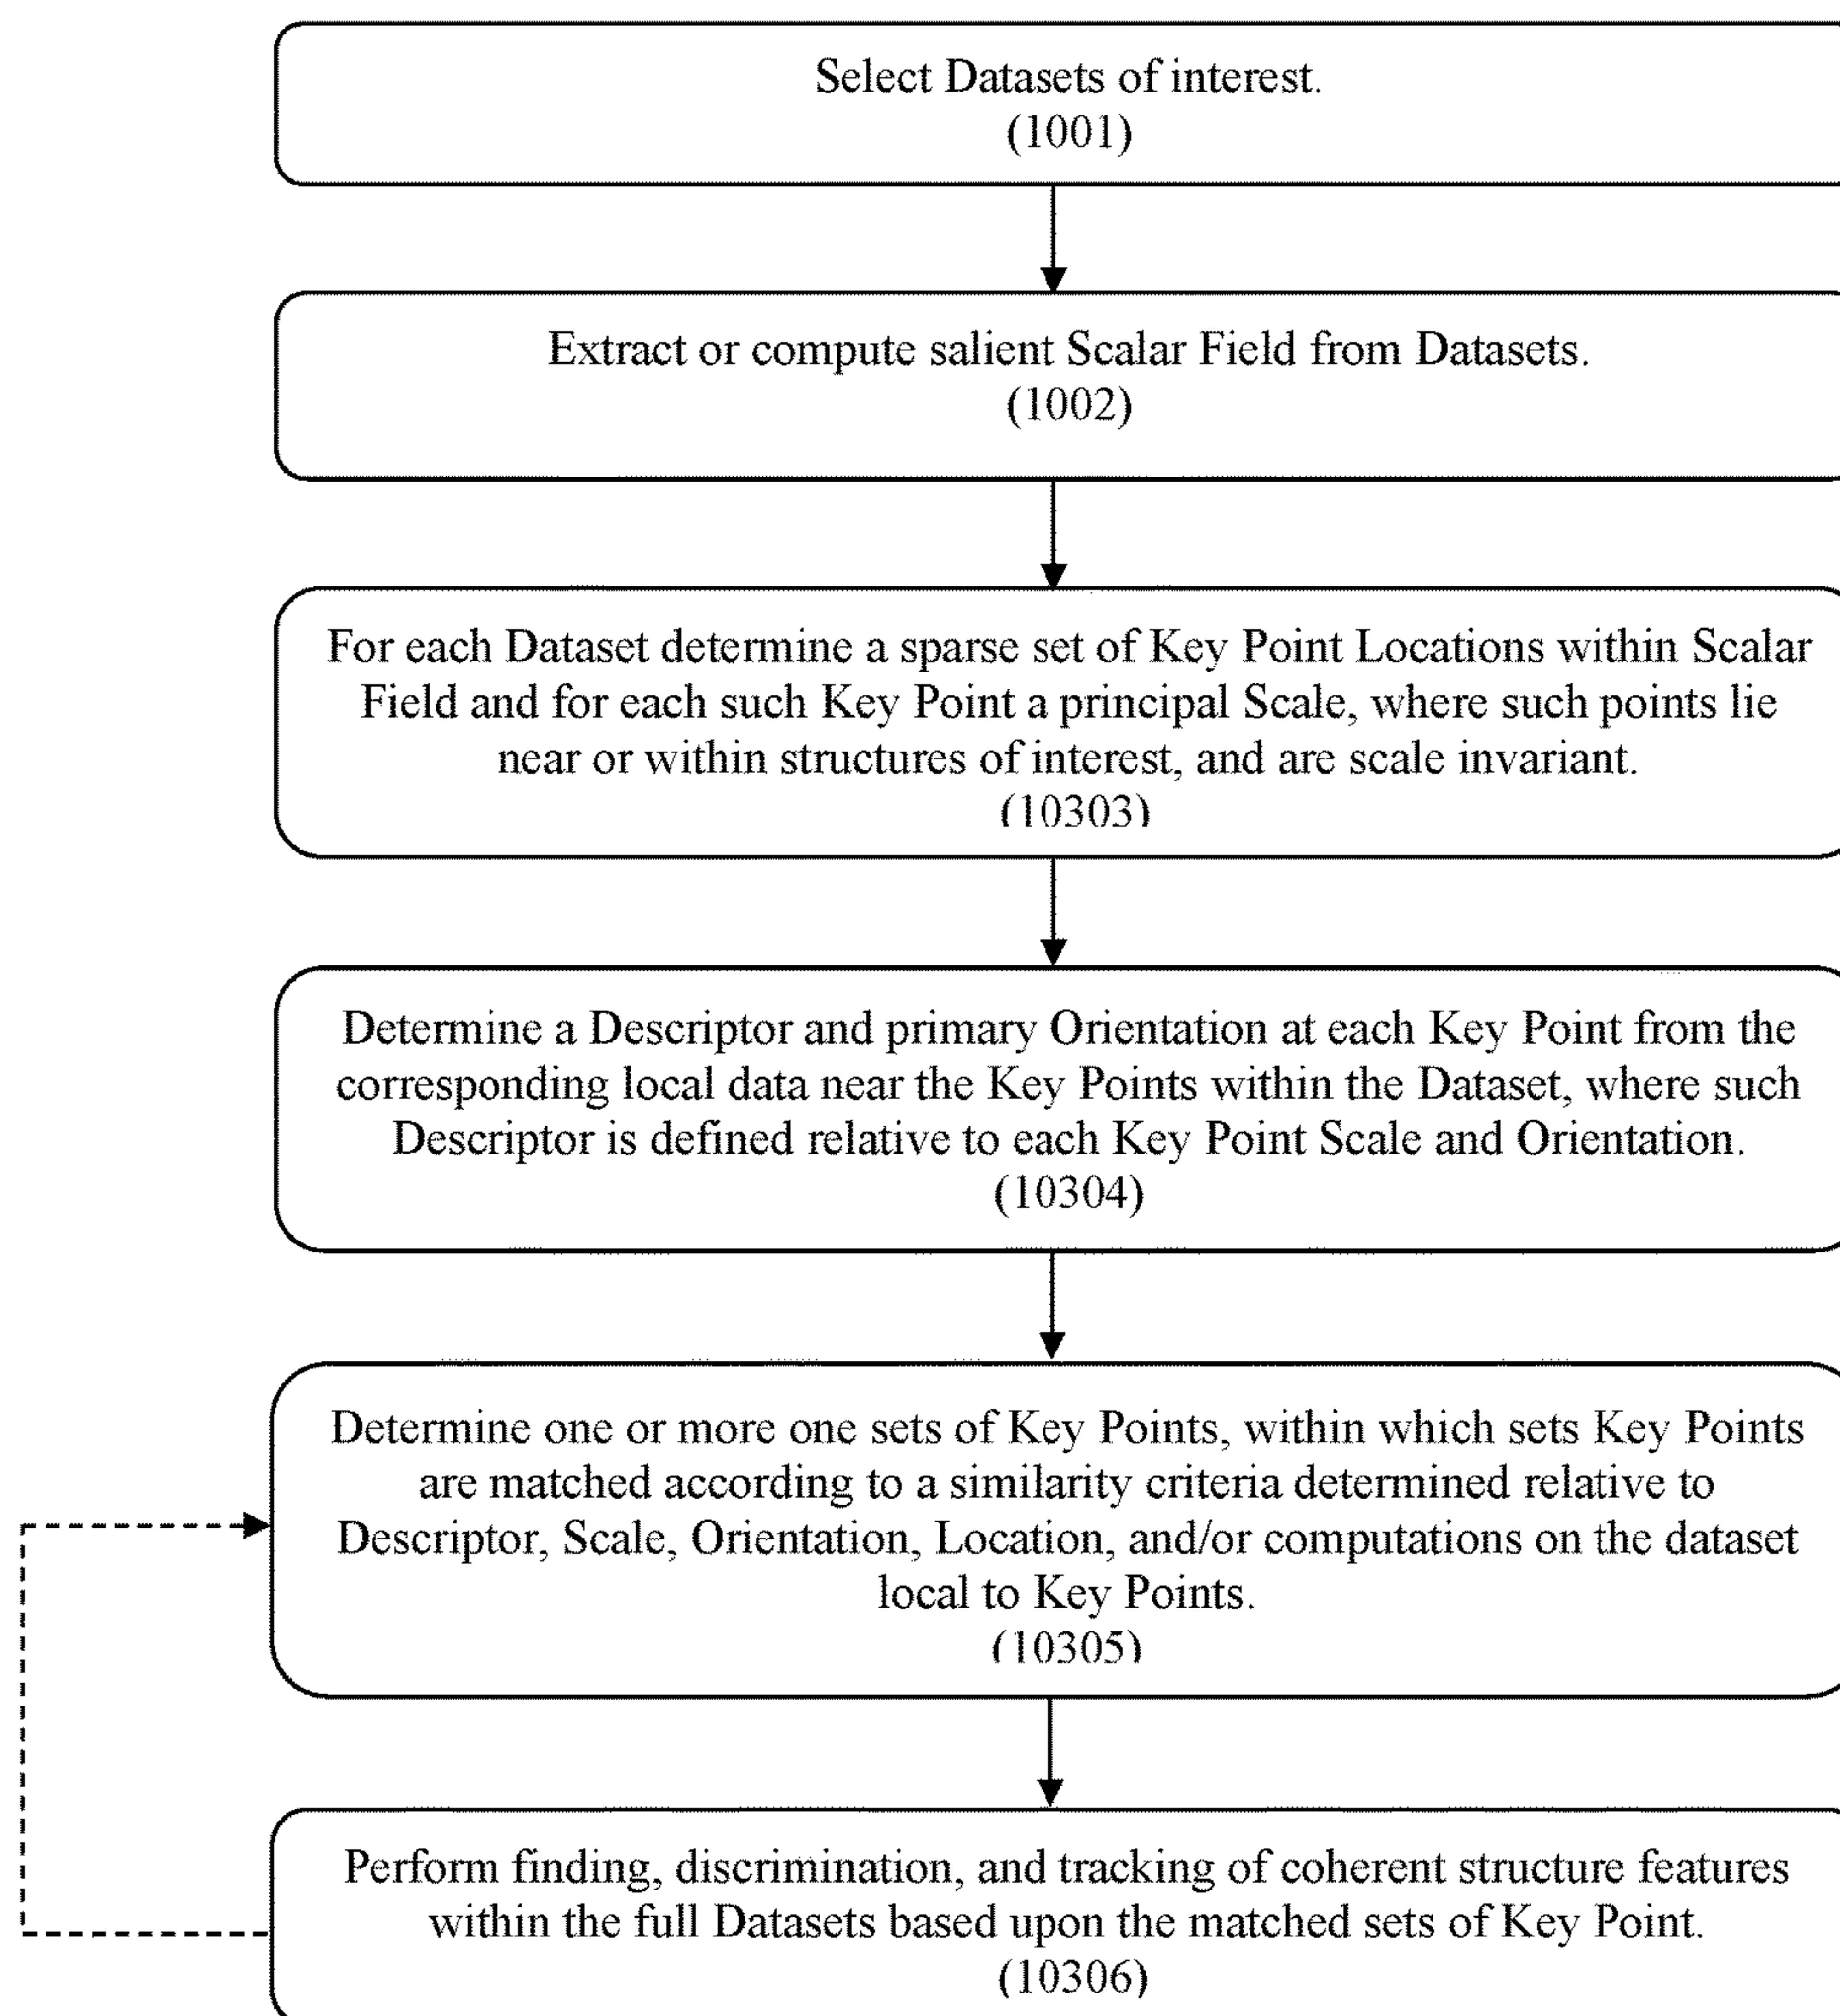 Select Datasets of interest.
(1001)
Extract or compute salient Scalar Field from Datasets.
(1002)
For each Dataset determine a sparse set of Key Point Locations within Scalar
Field and for each such Key Point a principal Scale, where such points lie
near or within structures of interest, and are scale invariant.
(10303)
Determine a Descriptor and primary Orientation at each Key Point from the
corresponding local data near the Key Points within the Dataset, where such
Descriptor is defined relative to each Key Point Scale and Orientation.
(10304)
Determine one or more one sets of Key Points, within which sets Key Points
are matched according to a similarity criteria determined relative to
Descriptor, Scale, Orientation, Location, and/or computations on the dataset
local to Key Points.
(10305)
Perform finding, discrimination, and tracking of coherent structure features
within the full Datasets based upon the matched sets of Key Point.
(10306)